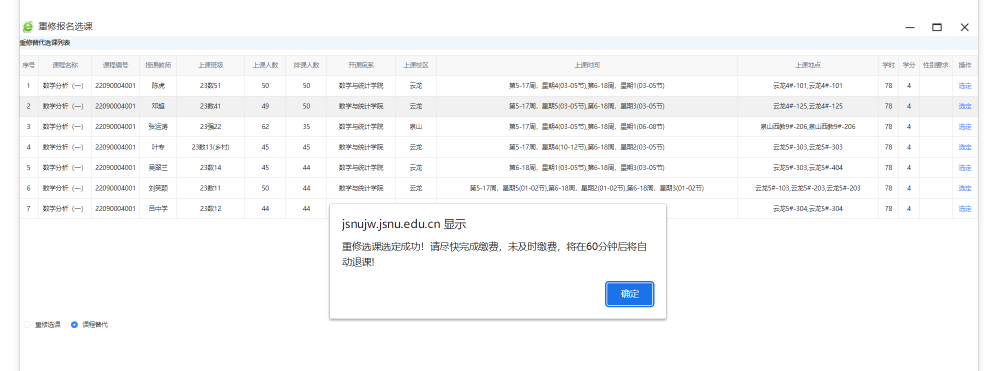 重修报名选课
重修替代选课列表
序号 课程名称 课程编号 授课教师 上课班级 上课人数 排课人数 开课院系 上课校区 上课时间 上课地点 学时 学分 性别要求 操作
1 数学分析（一） 22090004001 陈虎 23数51 50 50 数学与统计学院 云龙 第5-17周，星期4(03-05节),第6-18周，星期1(03-05节) 云龙4#-101,云龙4#-101 78 4 选定
2 数学分析（一） 22090004001 邓雄 23数41 49 50 数学与统计学院 云龙 第5-17周，星期5(03-05节),第6-18周，星期3(03-05节) 云龙4#-125,云龙4#-125 78 4 选定
3 数学分析（一） 22090004001 张运涛 23强22 62 35 数学与统计学院 泉山 第5-17周，星期4(03-05节),第6-18周，星期1(06-08节) 泉山西教9#-206,泉山西教9#-206 78 4 选定
4 数学分析（一） 22090004001 叶专 23数13(乡村) 45 45 数学与统计学院 云龙 第5-17周，星期4(10-12节),第6-18周，星期2(03-05节) 云龙5#-303,云龙5#-303 78 4 选定
5 数学分析（一） 22090004001 吴翠兰 23数14 45 44 数学与统计学院 云龙 第6-18周，星期1(03-05节),第6-18周，星期3(03-05节) 云龙5#-303,云龙5#-404 78 4 选定
6 数学分析（一） 22090004001 刘笑颖 23数11 50 44 数学与统计学院 云龙 第5-17周，星期5(01-02节),第6-18周，星期2(01-02节),第6-18周，星期3(01-02节) 云龙5#-103,云龙5#-203,云龙5#-203 78 4 选定
7 数学分析（一） 22090004001 吕中学 23数12 44 44 数学与统计学院 云龙 云龙5#-304,云龙5#-304 78 4 选定
jsnujw.jsnu.edu.cn 显示
重修选课选定成功！请尽快完成缴费，未及时缴费，将在60分钟后将自
动退课!
确定
重修选课 课程替代